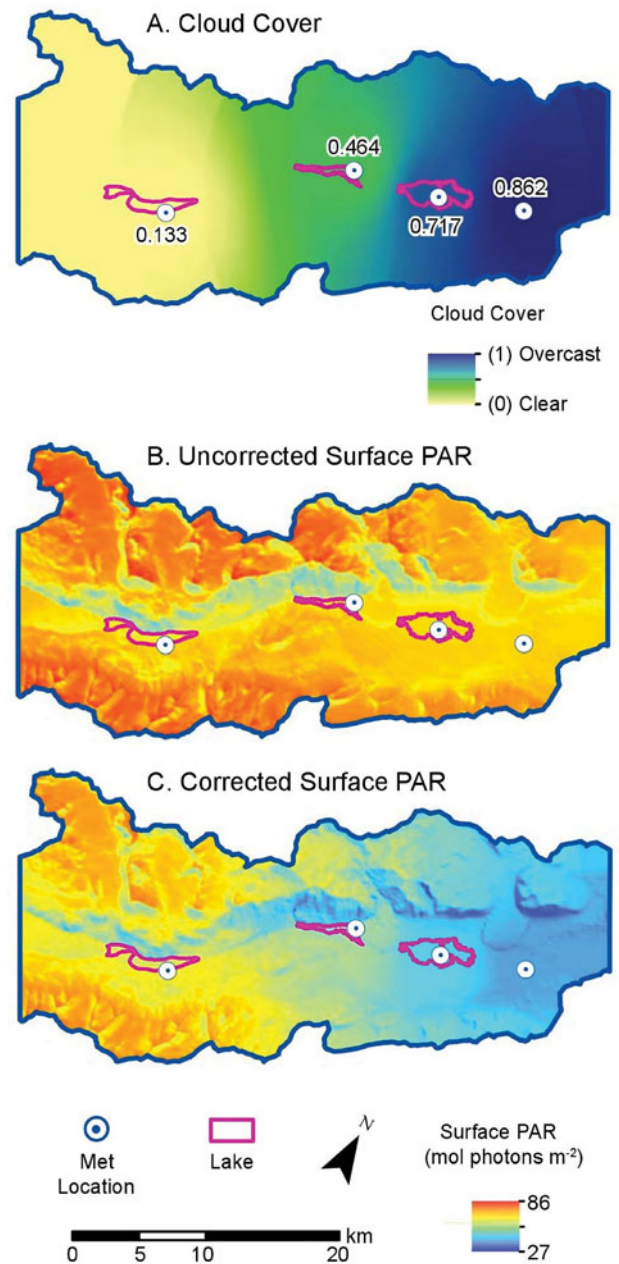 A. Cloud Cover
0.464
0.862
0.133
0.717
Cloud Cover
(1) Overcast
(0) Clear
B. Uncorrected Surface PAR
C. Corrected Surface PAR
N
Met
Location
Lake
Surface PAR
(mol photons m⁻²)
86
27
km
0 5 10 20